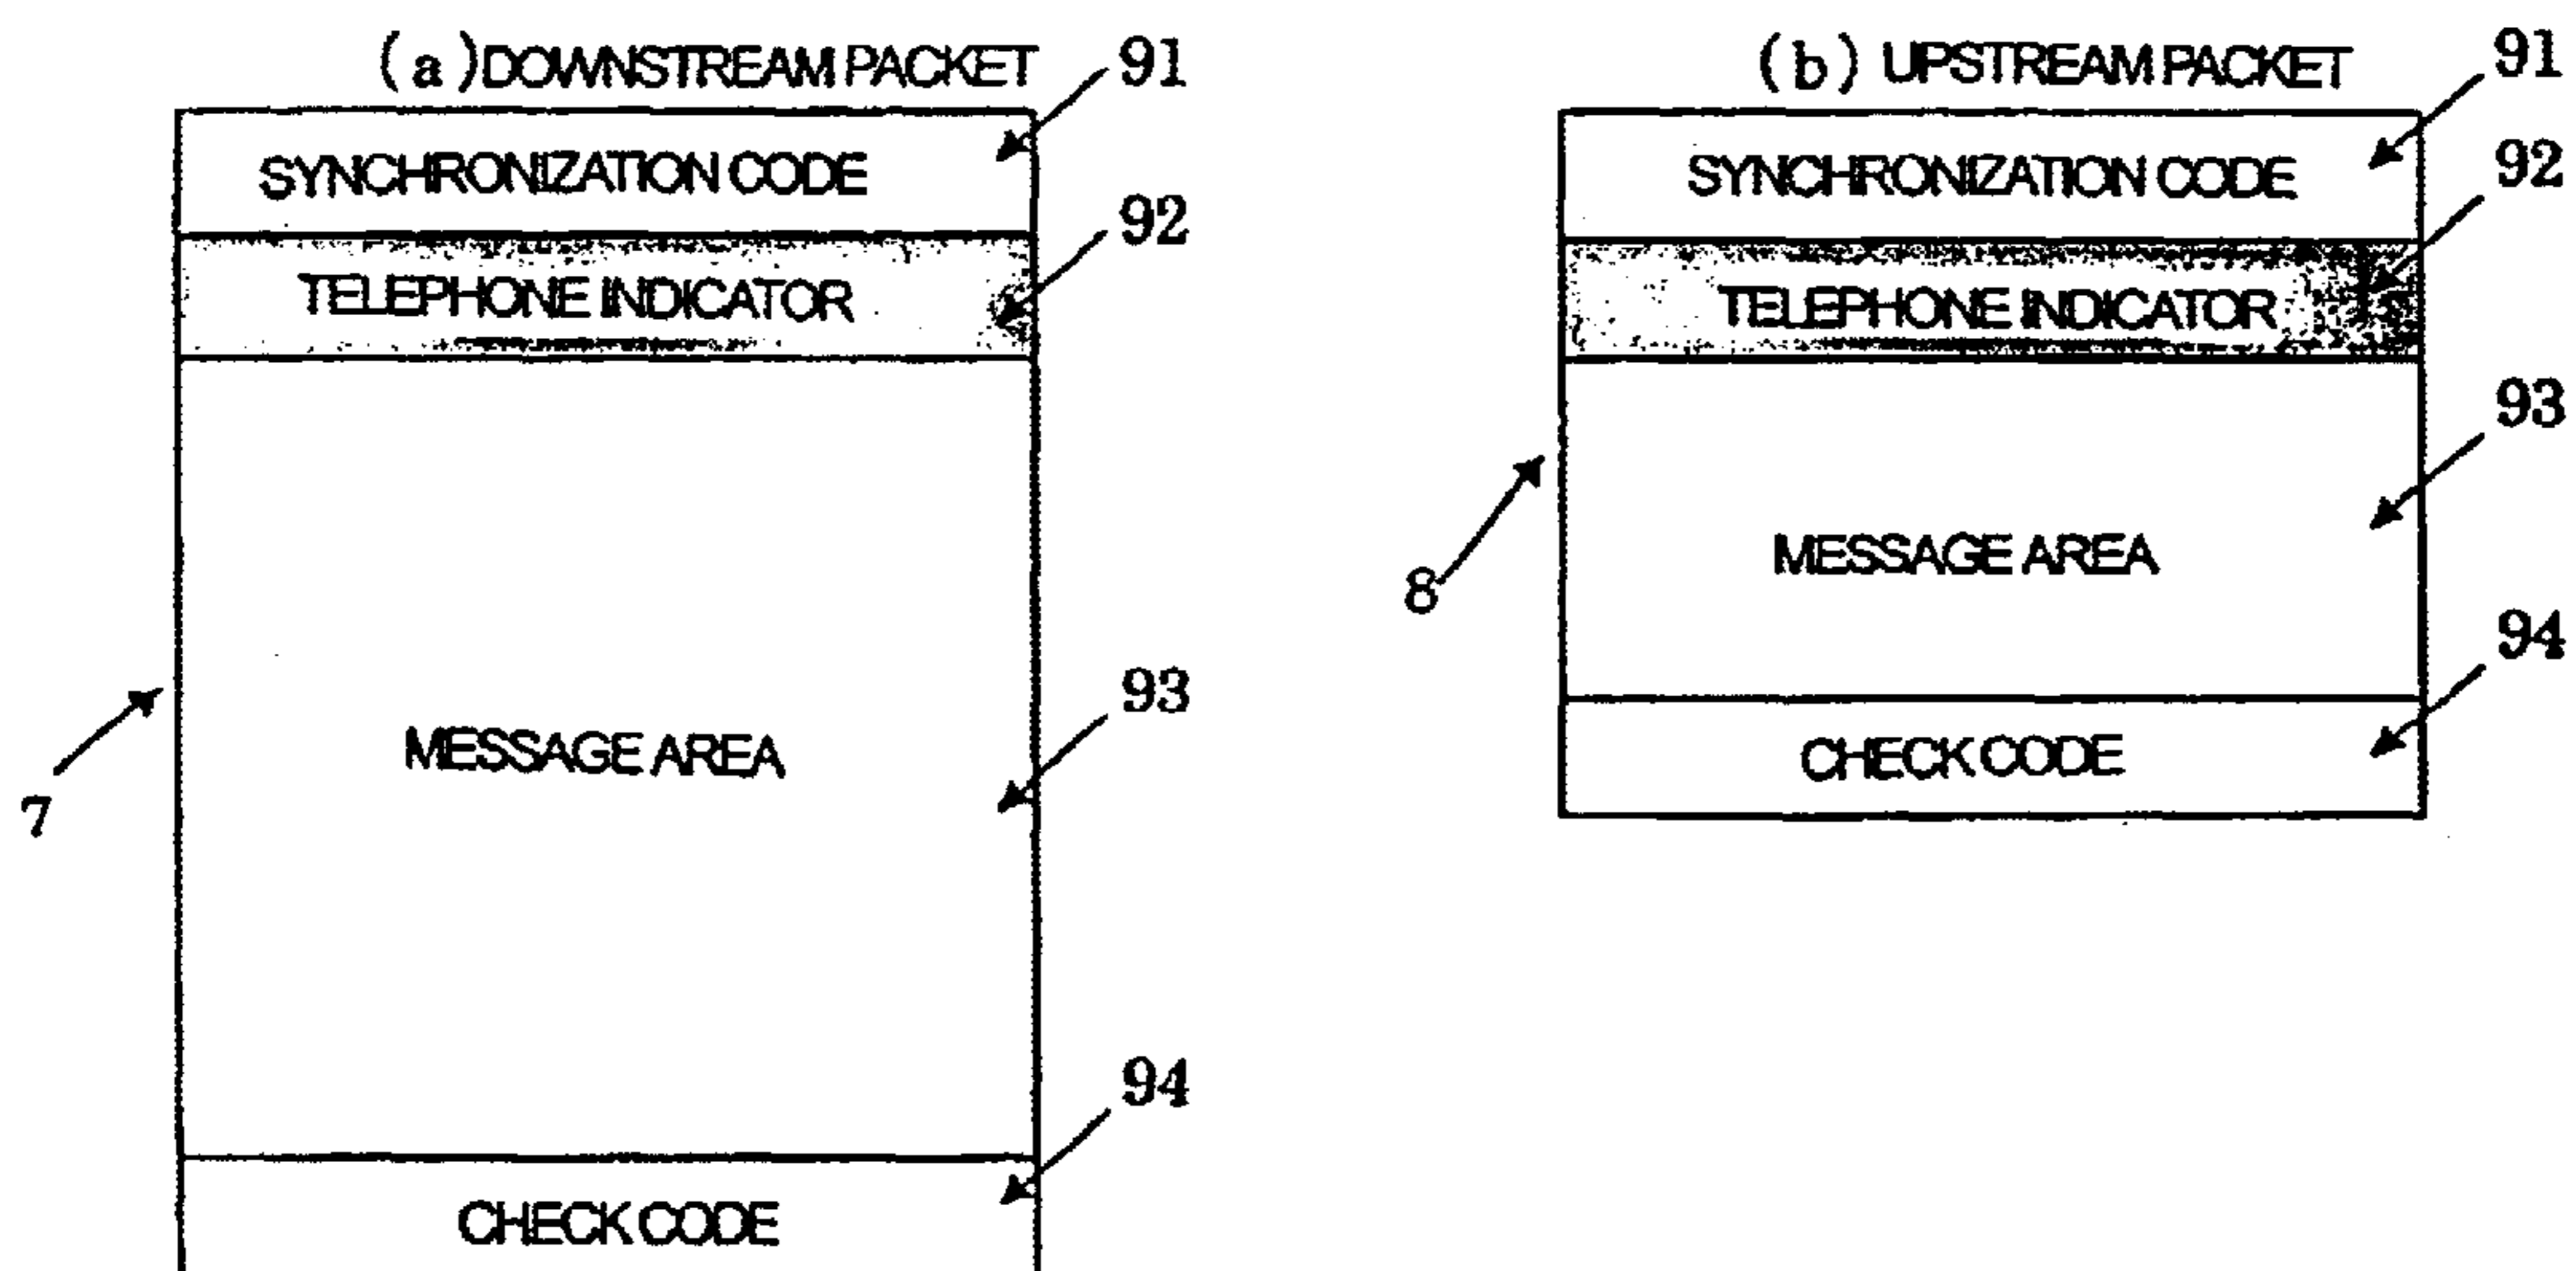 (a)DOWNSTREAM PACKET
91
SYNCHRONIZATION CODE
92
TELEPHONE INDICATOR
7
MESSAGE AREA
93
94
CHECK CODE
(b) UPSTREAM PACKET
91
SYNCHRONIZATION CODE
92
TELEPHONE INDICATOR
93
8
MESSAGE AREA
94
CHECK CODE